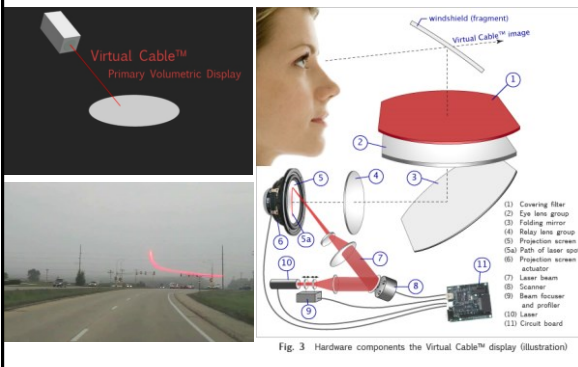 Virtual Cable™
Primary Volumetric Display
windshield (fragment)
Virtual Cable™ image
1
2
3
4
5
5a
6
7
8
9
10
11
(1) Covering filter
(2) Eye lens group
(3) Folding mirror
(4) Relay lens group
(5) Projection screen
(5a) Path of laser spot
(6) Projection screen
actuator
(7) Laser beam
(8) Scanner
(9) Beam focuser
and profiler
(10) Laser
(11) Circuit board
Fig. 3 Hardware components the Virtual Cable™ display (illustration)